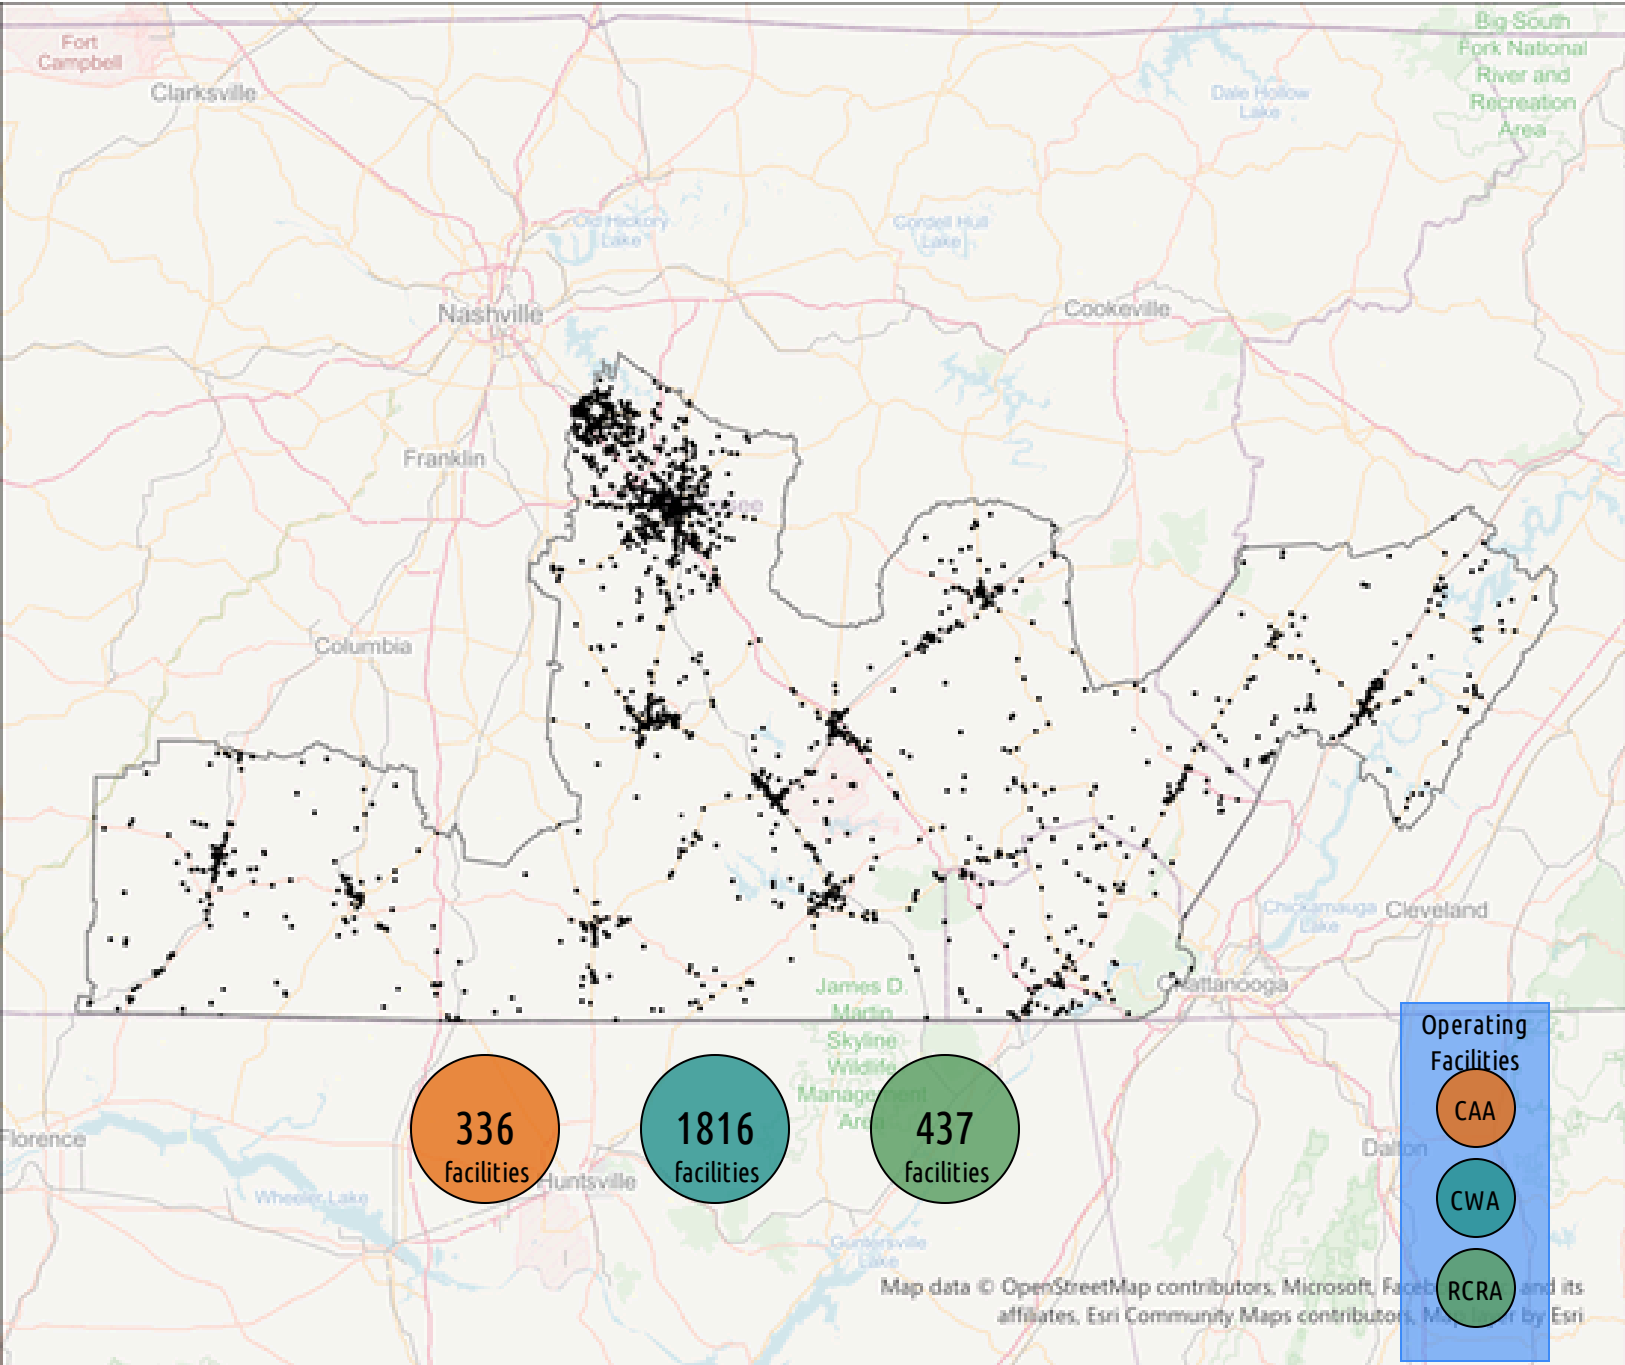 Fort
Campbell
Clarksville
Big South
Fork National
River and
Recreation
Area
Dale Hollow
Lake
Old Hickory
Lake
Cordell Hull
Lake
Nashville
Cookeville
Franklin
see
Columbia
Chickamauga
Lake
Cleveland
Chattanooga
James D.
Martin
Skyline
Wildlife
Management
Area
Operating
Facilities
CAA
CWA
RCRA
336
facilities
1816
facilities
437
facilities
Florence
Dalton
Huntsville
Wheeler Lake
Guntersville
Lake
Map data © OpenStreetMap contributors, Microsoft, Faceb and its
affiliates, Esri Community Maps contributors, Map layer by Esri